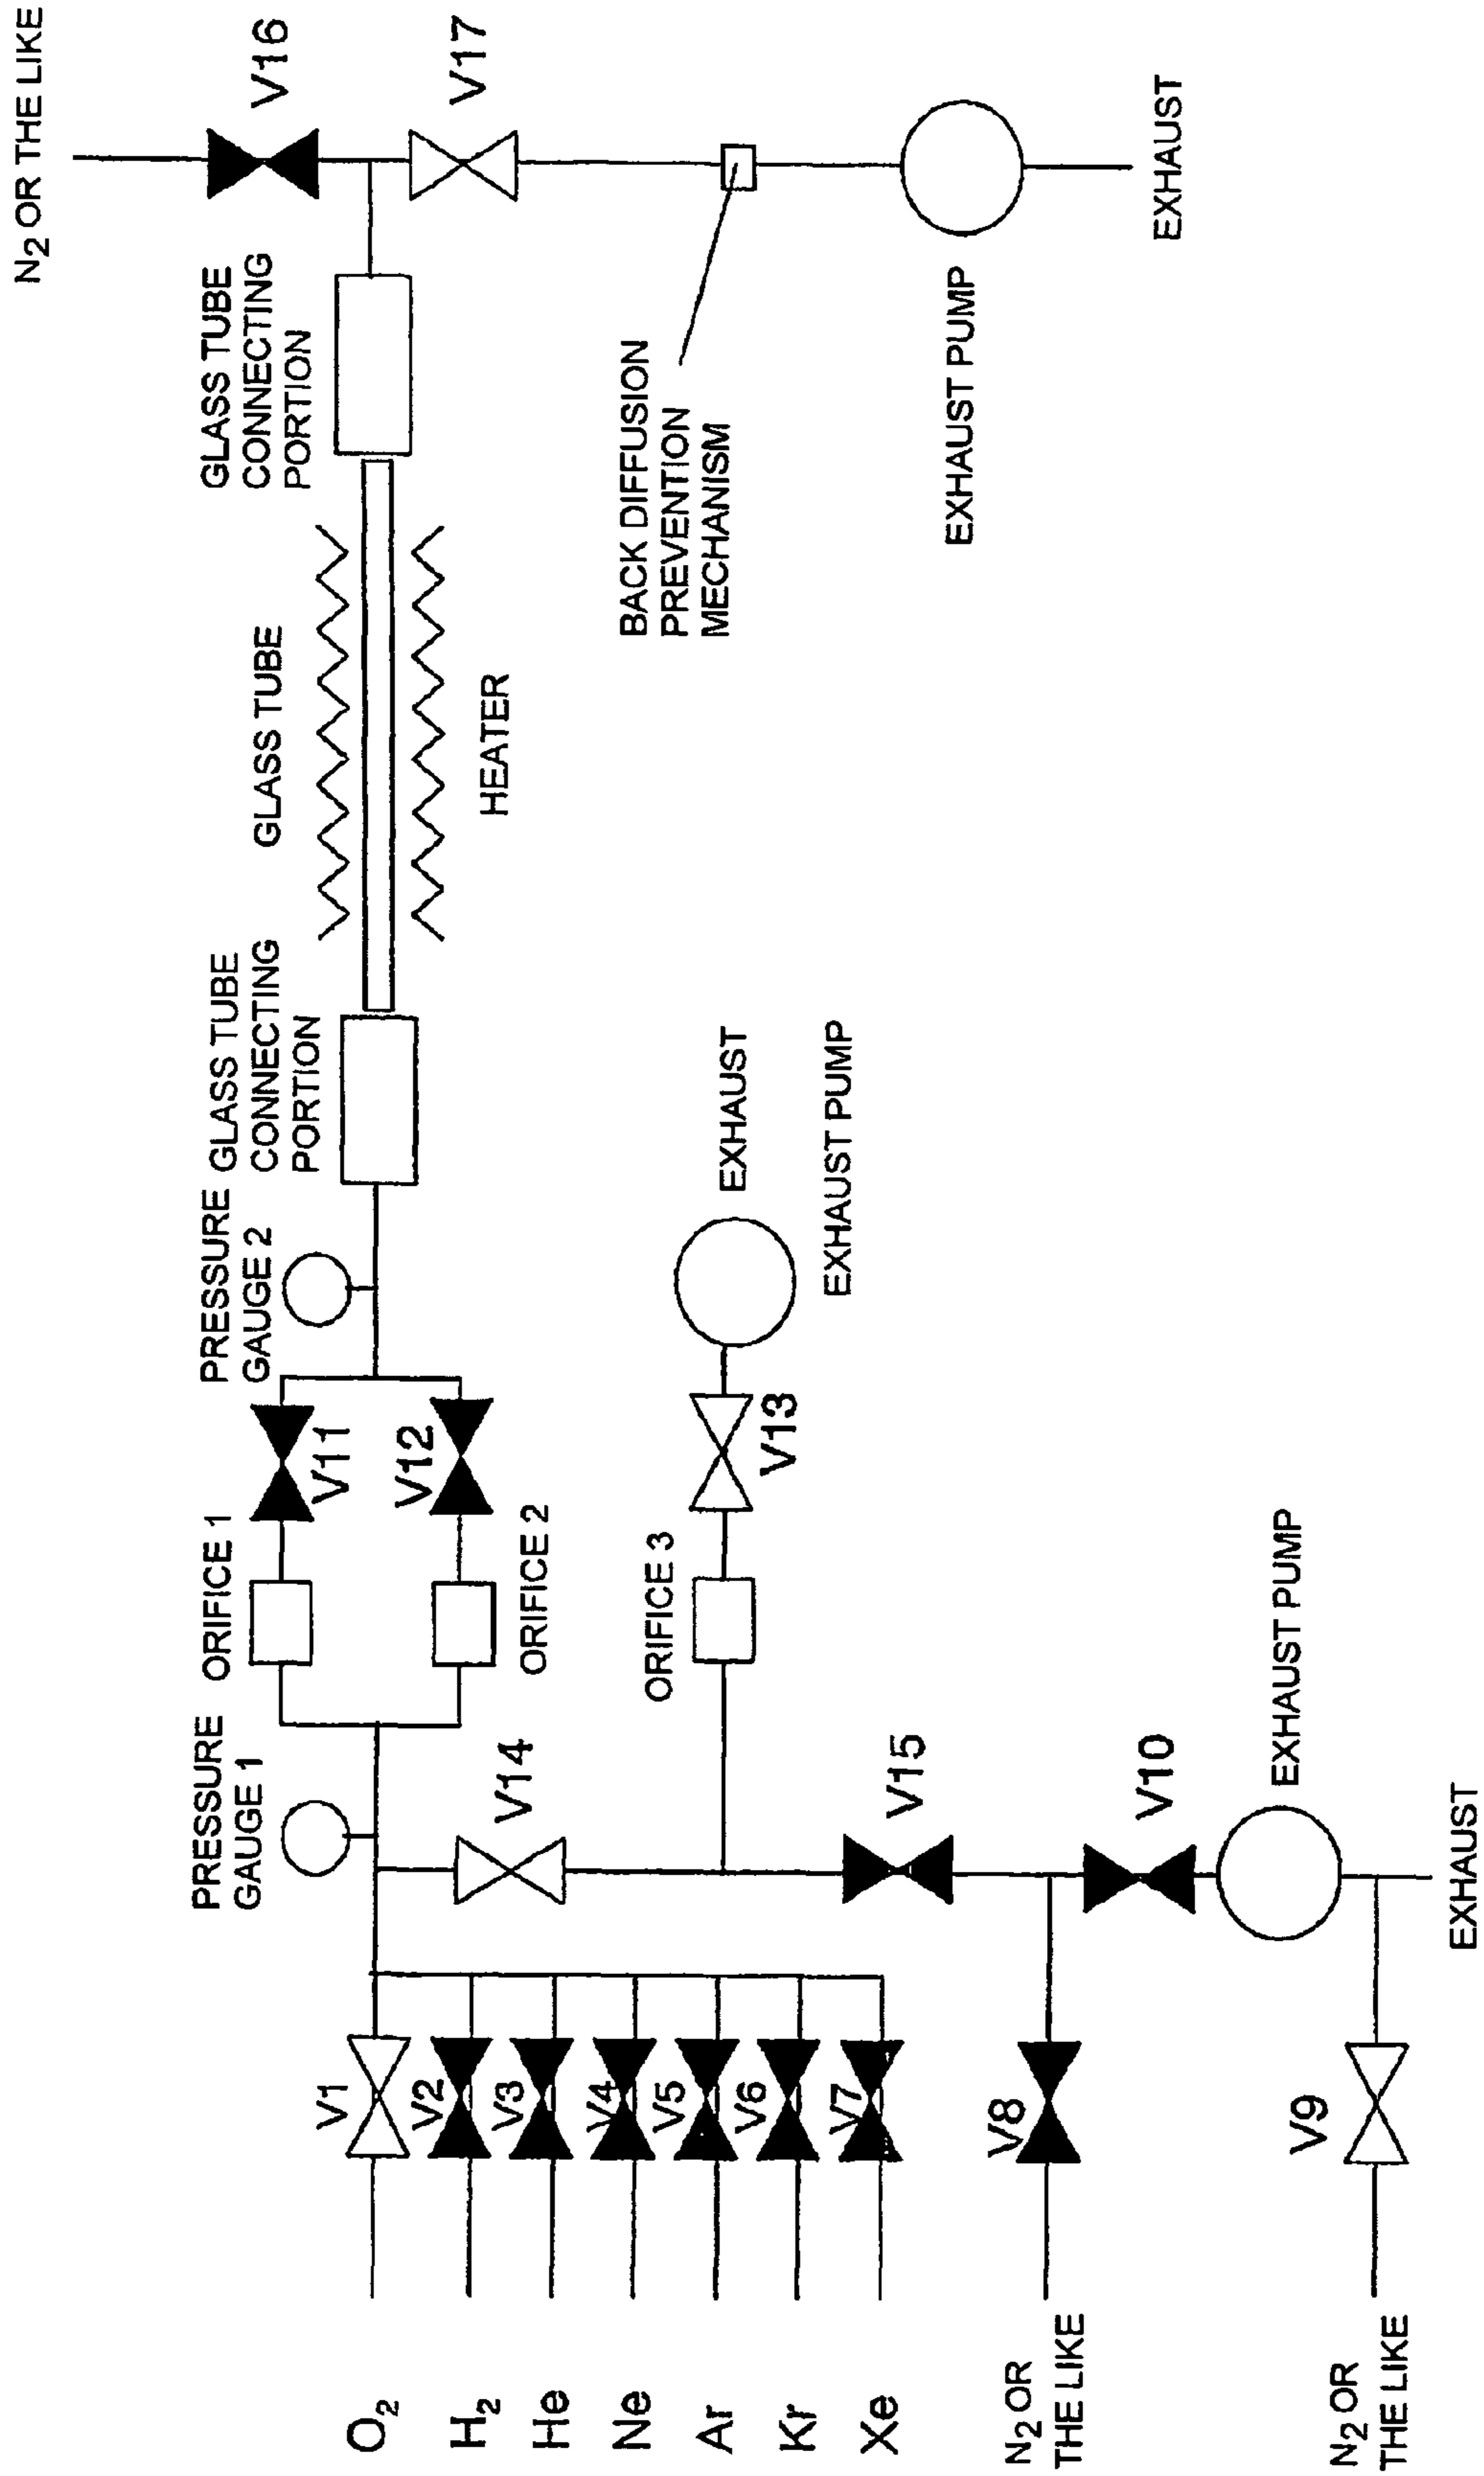 N2 OR THE LIKE
V16
V17
GLASS TUBE
CONNECTING
PORTION
BACK DIFFUSION
PREVENTION
MECHANISM
EXHAUST PUMP
EXHAUST
GLASS TUBE
HEATER
GLASS TUBE
CONNECTING
PORTION
PRESSURE
GAUGE 2
V11
V12
ORIFICE 1
ORIFICE 2
EXHAUST
EXHAUST PUMP
V13
ORIFICE 3
PRESSURE
GAUGE 1
V14
V15
V10
EXHAUST PUMP
EXHAUST
V1
V2
V3
V4
V5
V6
V7
V8
V9
O2
H2
He
Ne
Ar
Kr
Xe
N2 OR
THE LIKE
N2 OR
THE LIKE